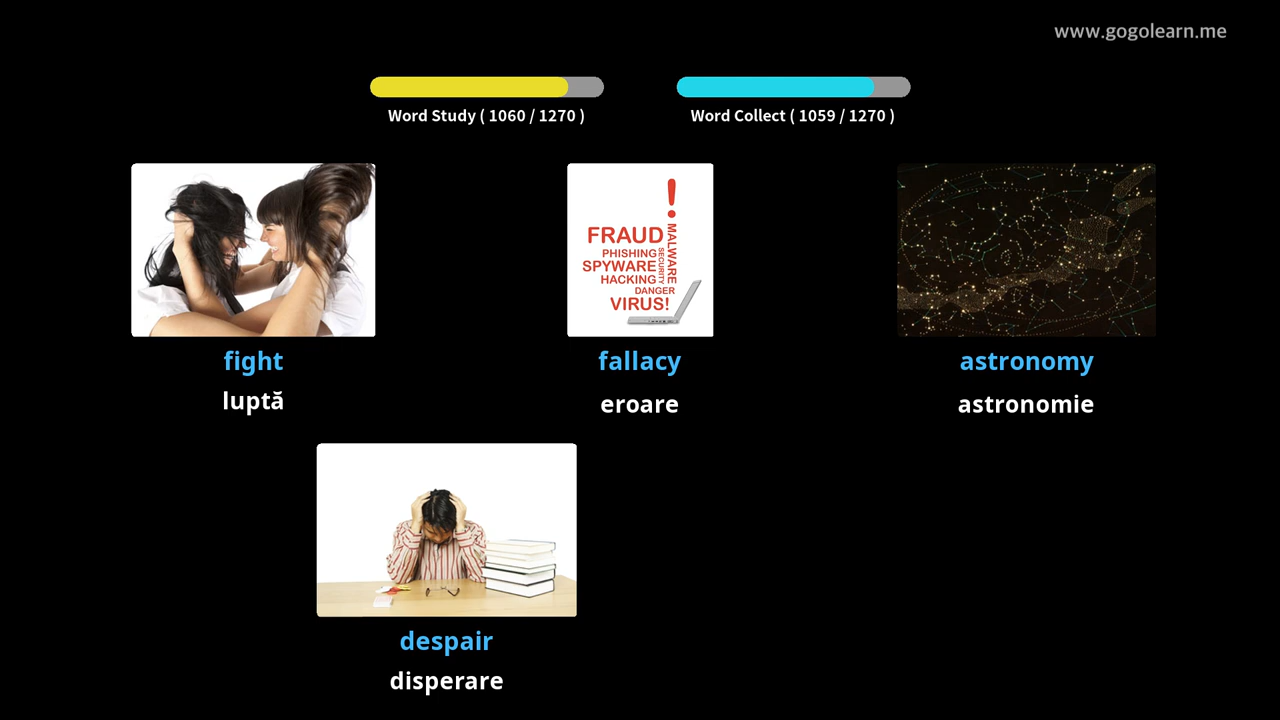 www.gogolearn.me
Word Study ( 1060 / 1270 )
Word Collect ( 1059 / 1270 )
!
FRAUD
PHISHING
SPYWARE
HACKING
DANGER
VIRUS!
SECURITY
MALWARE
fight
luptă
fallacy
eroare
astronomy
astronomie
despair
disperare